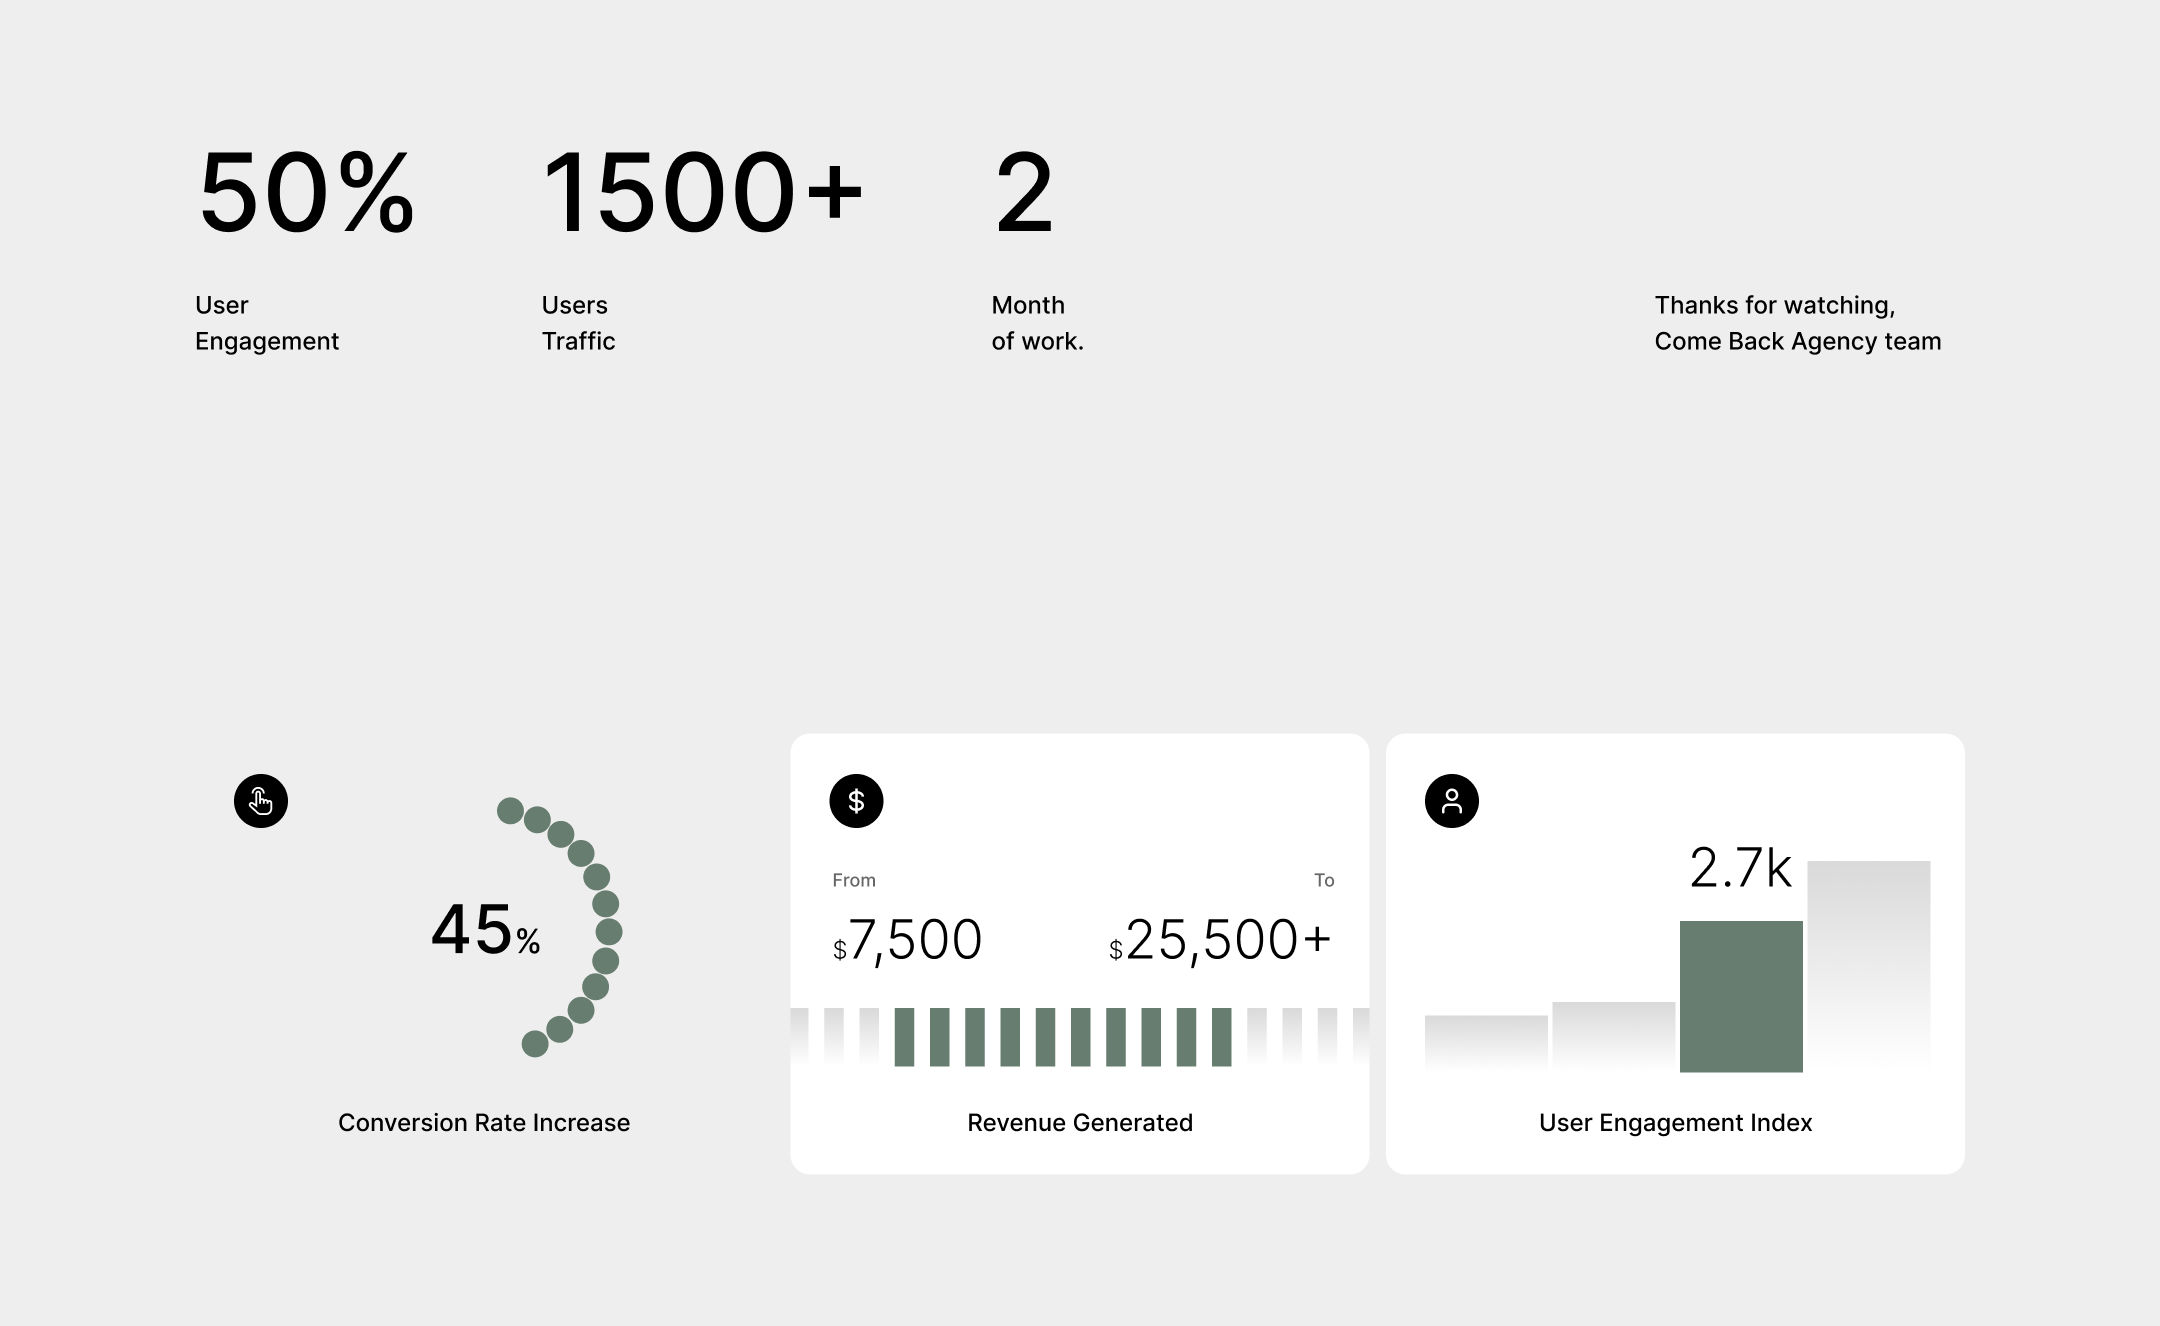 50%
User
Engagement
1500+
Users
Traffic
2
Month
of work.
Thanks for watching,
Come Back Agency team
45%
Conversion Rate Increase
From
$7,500
To
$25,500+
Revenue Generated
2.7k
User Engagement Index